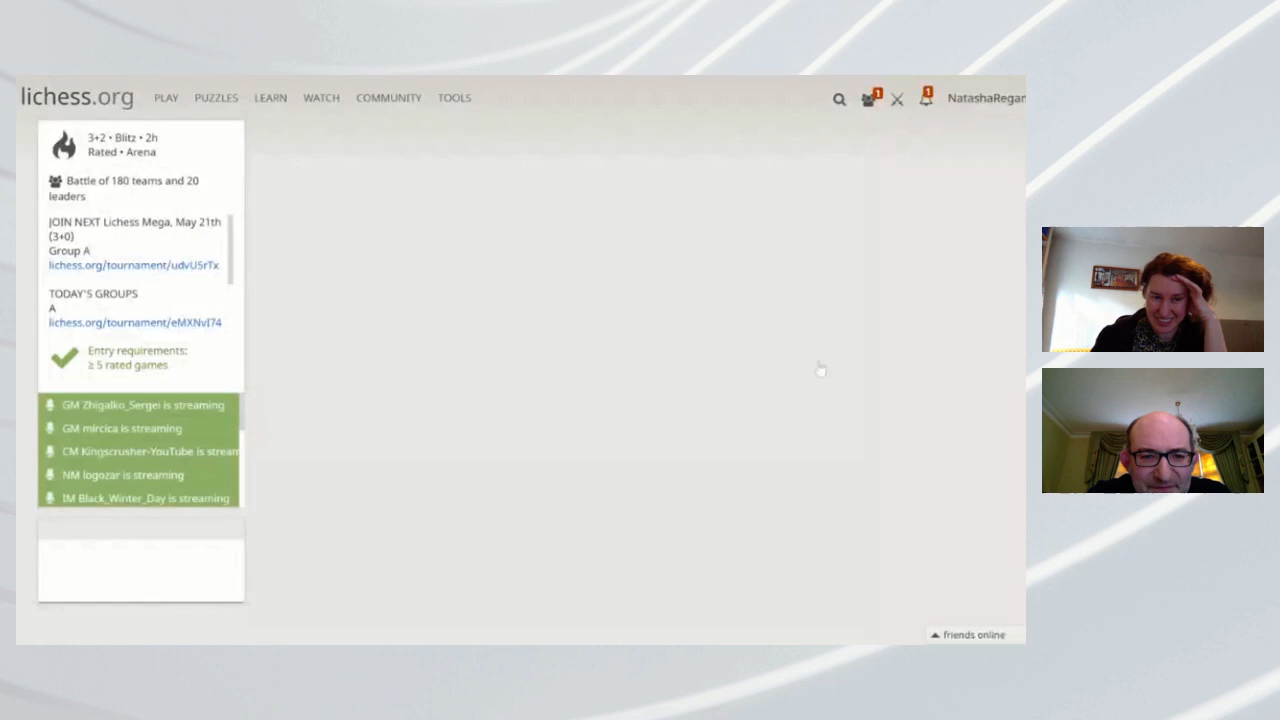 lichess.org PLAY PUZZLES LEARN WATCH COMMUNITY TOOLS 1 1 NatashaRegan
3+2 • Blitz • 2h
Rated • Arena
Battle of 180 teams and 20
leaders
JOIN NEXT Lichess Mega, May 21th
(3+0)
Group A
lichess.org/tournament/udvU5rTx
TODAY'S GROUPS
A
lichess.org/tournament/eMXNvI74
Entry requirements:
≥ 5 rated games
GM Zhigalko_Sergei is streaming
GM mircica is streaming
CM Kingscrusher-YouTube is stream
NM logozar is streaming
IM Black_Winter_Day is streaming
friends online